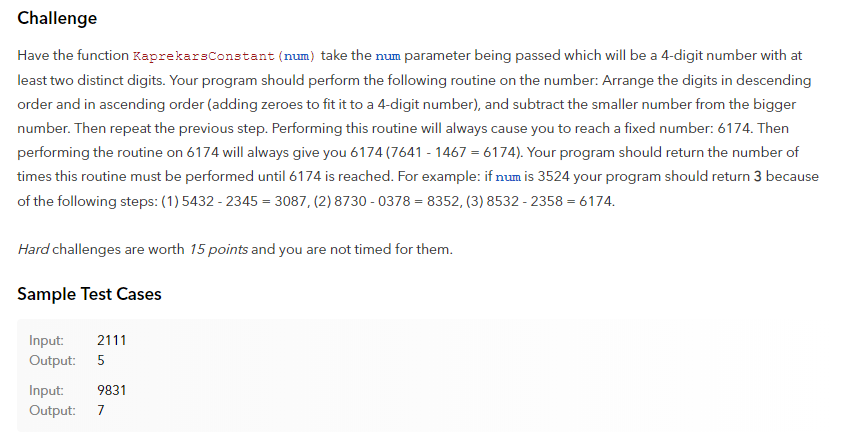 Challenge
Have the function KaprekarsConstant(num) take the num parameter being passed which will be a 4-digit number with at
least two distinct digits. Your program should perform the following routine on the number: Arrange the digits in descending
order and in ascending order (adding zeroes to fit it to a 4-digit number), and subtract the smaller number from the bigger
number. Then repeat the previous step. Performing this routine will always cause you to reach a fixed number: 6174. Then
performing the routine on 6174 will always give you 6174 (7641 - 1467 = 6174). Your program should return the number of
times this routine must be performed until 6174 is reached. For example: if num is 3524 your program should return 3 because
of the following steps: (1) 5432 - 2345 = 3087, (2) 8730 - 0378 = 8352, (3) 8532 - 2358 = 6174.
Hard challenges are worth 15 points and you are not timed for them.
Sample Test Cases
Input: 2111
Output: 5
Input: 9831
Output: 7